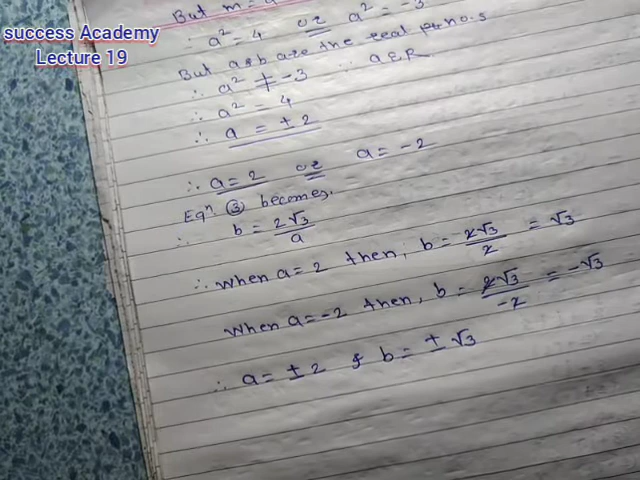 success Academy
Lecture 19
But m = a²
∴ a² = 4 or a² = -3
But a & b are the real no.s
∴ a² ≠ -3 ∵ a ∈ R
∴ a² = 4
∴ a = ± 2
∴ a = 2 or a = -2
Eqⁿ ③ becomes,
∴ b = 2√3/a
∴ When a = 2 then, b = 2√3/2 = √3
When a = -2 then, b = 2√3/-2 = -√3
∴ a = ± 2 & b = ± √3